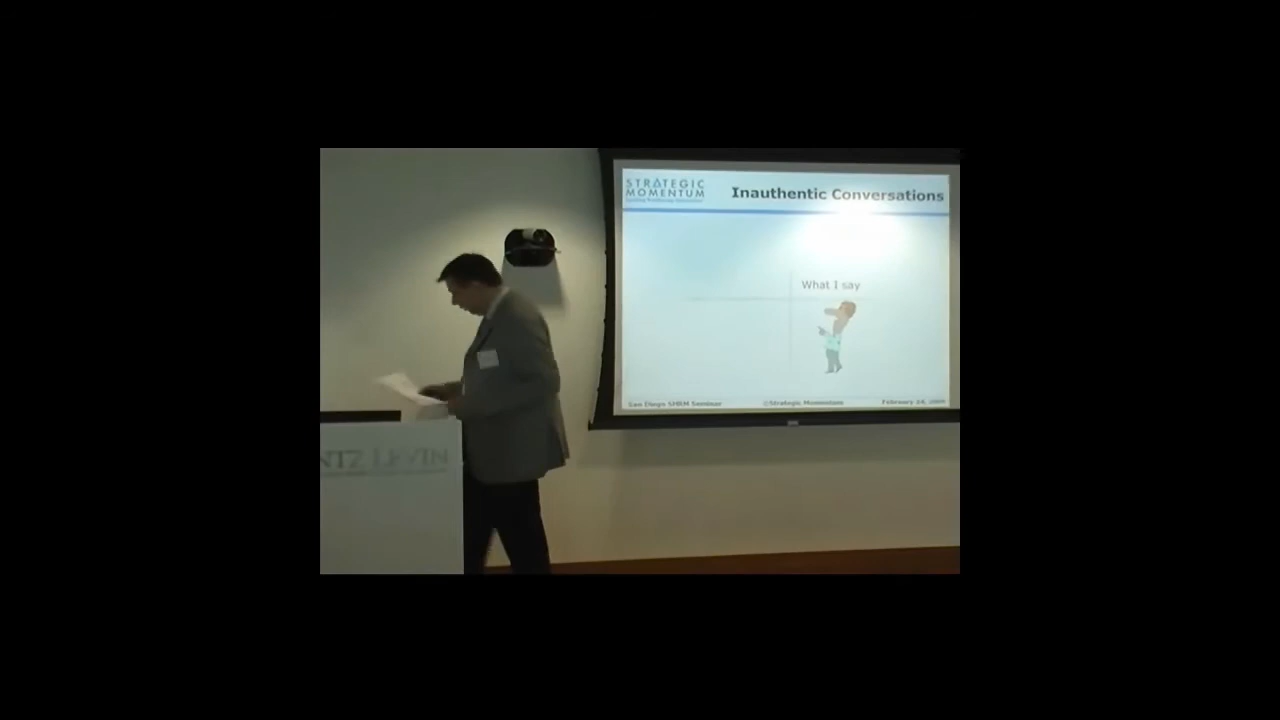 STRATEGIC
MOMENTUM
Inauthentic Conversations
What I say
San Diego SHRM Seminar
©Strategic Momentum
NTZ LEVIN